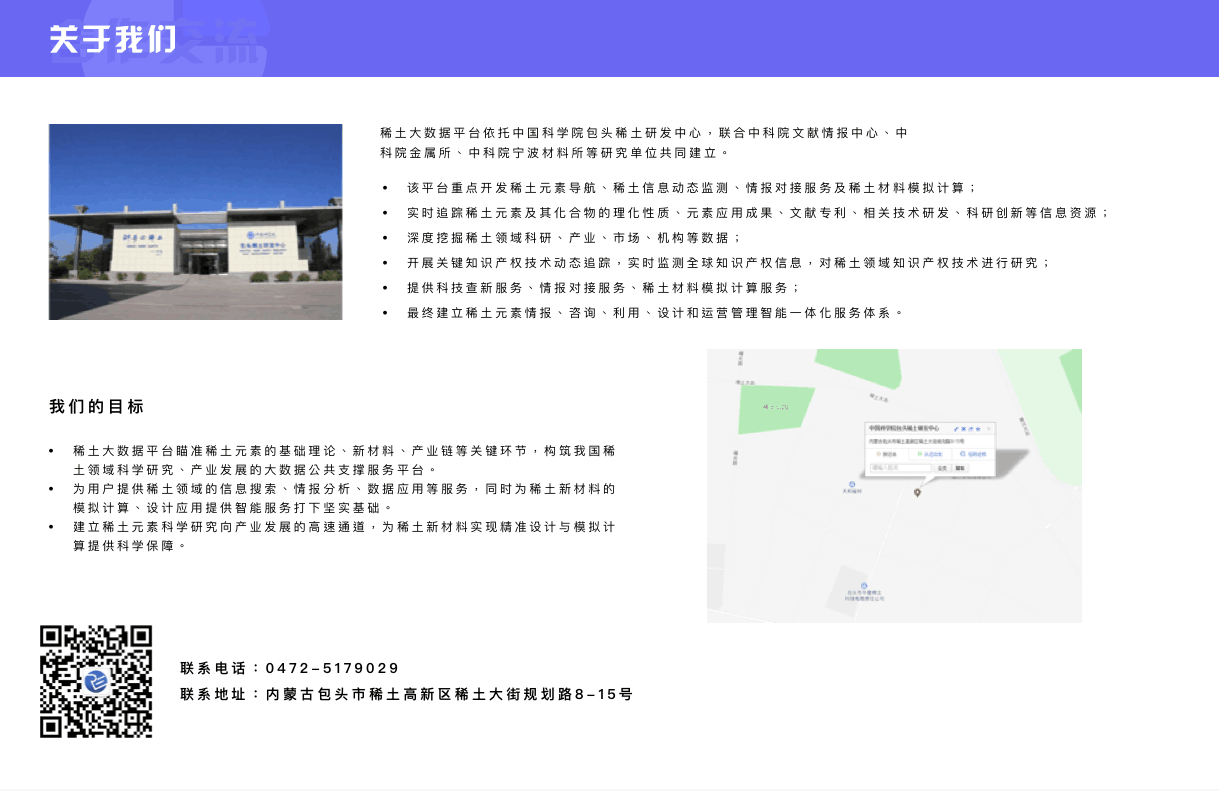 关于我们
合作交流
稀土大数据平台依托中国科学院包头稀土研发中心，联合中科院文献情报中心、中
科院金属所、中科院宁波材料所等研究单位共同建立。
• 该平台重点开发稀土元素导航、稀土信息动态监测、情报对接服务及稀土材料模拟计算；
• 实时追踪稀土元素及其化合物的理化性质、元素应用成果、文献专利、相关技术研发、科研创新等信息资源；
• 深度挖掘稀土领域科研、产业、市场、机构等数据；
• 开展关键知识产权技术动态追踪，实时监测全球知识产权信息，对稀土领域知识产权技术进行研究；
• 提供科技查新服务、情报对接服务、稀土材料模拟计算服务；
• 最终建立稀土元素情报、咨询、利用、设计和运营管理智能一体化服务体系。
我们的目标
• 稀土大数据平台瞄准稀土元素的基础理论、新材料、产业链等关键环节，构筑我国稀
土领域科学研究、产业发展的大数据公共支撑服务平台。
• 为用户提供稀土领域的信息搜索、情报分析、数据应用等服务，同时为稀土新材料的
模拟计算、设计应用提供智能服务打下坚实基础。
• 建立稀土元素科学研究向产业发展的高速通道，为稀土新材料实现精准设计与模拟计
算提供科学保障。
稀土大街
稀土公园
稀土大街
中国科学院包头稀土研发中心
联系电话：0472-5179029
联系地址：内蒙古包头市稀土高新区稀土大街规划路8-15号